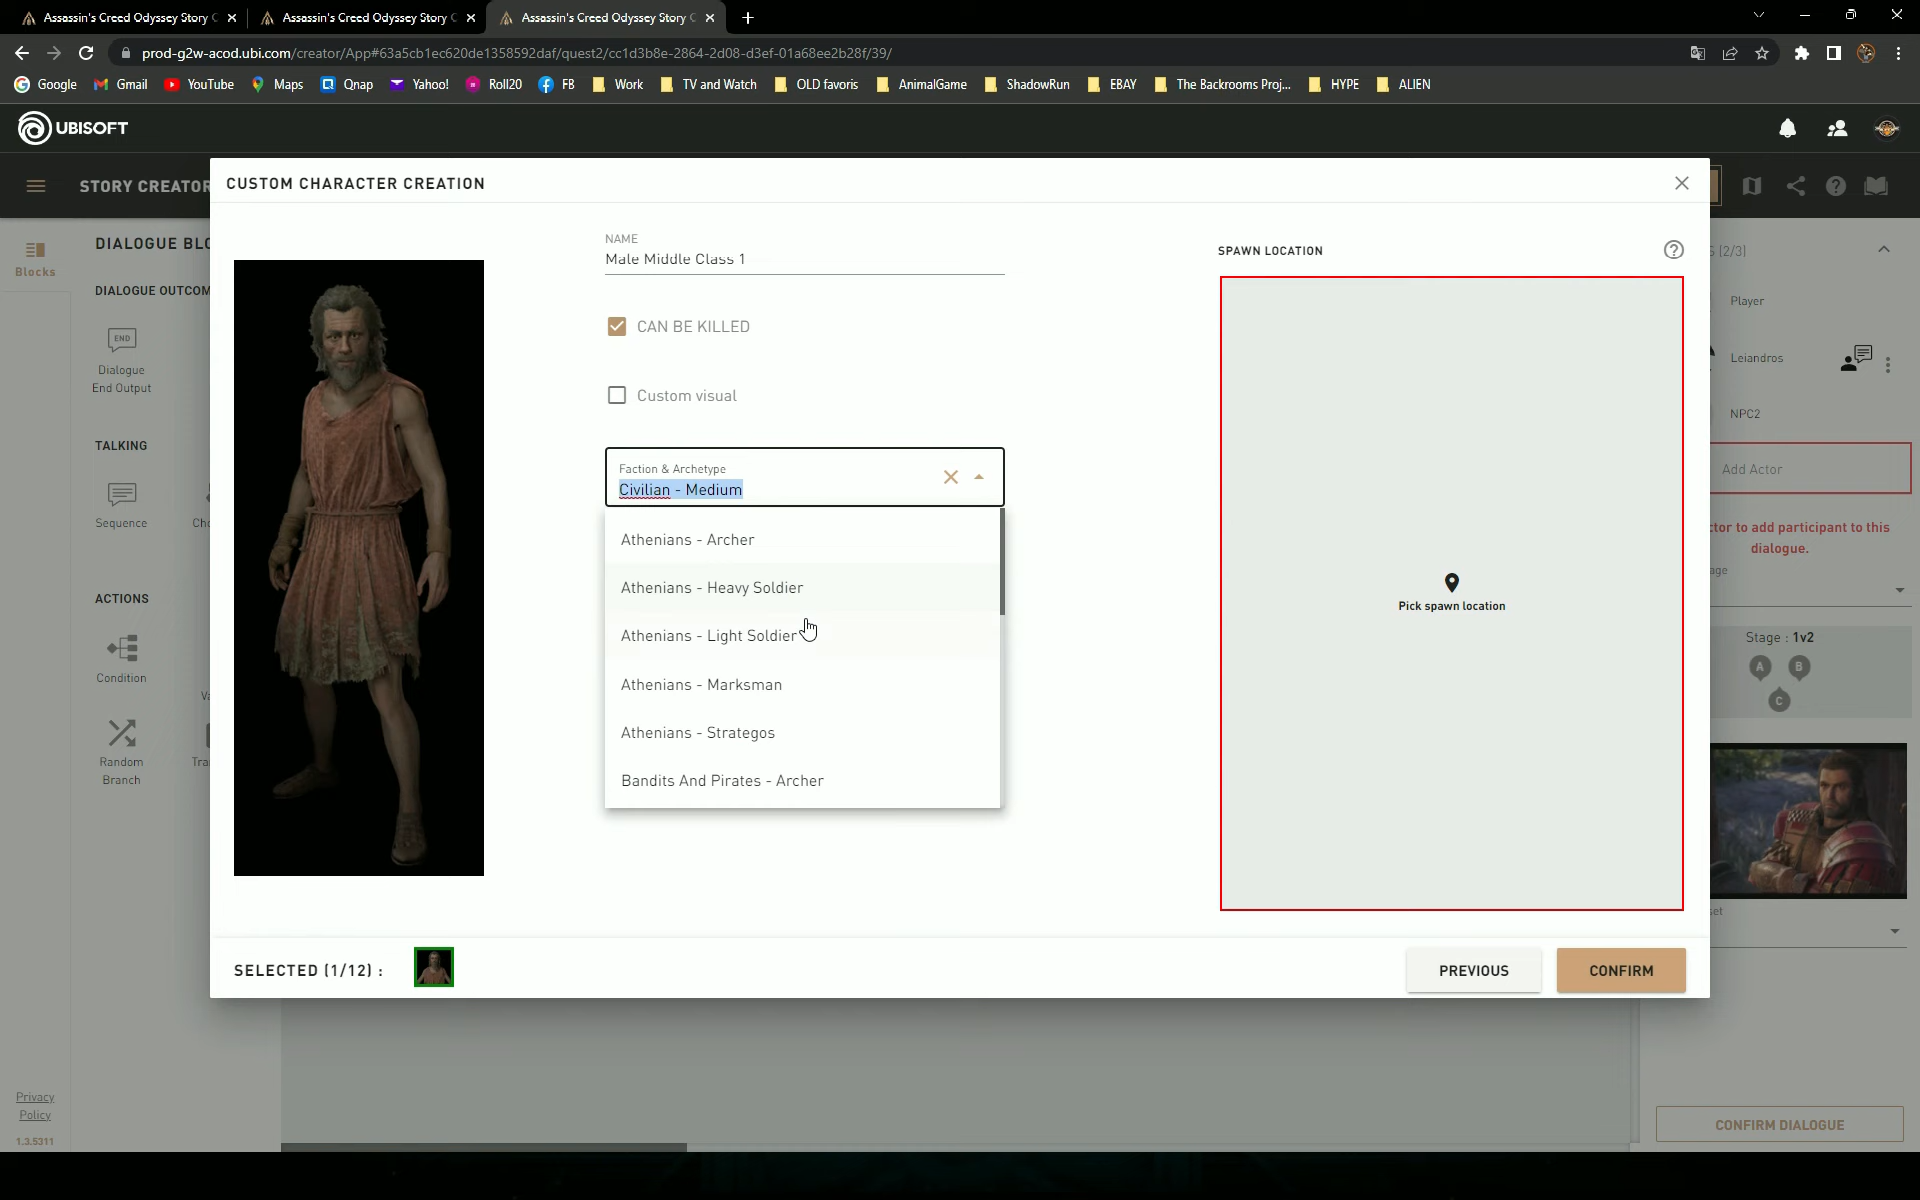 Assassin's Creed Odyssey Story C
Assassin's Creed Odyssey Story C
Assassin's Creed Odyssey Story C
prod-g2w-acod.ubi.com/creator/App#63a5cb1ec620de1358592daf/quest2/cc1d3b8e-2864-2d08-d3ef-01a68ee2b28f/39/
Google Gmail YouTube Maps Qnap Yahoo! Roll20 FB Work TV and Watch OLD favoris AnimalGame ShadowRun EBAY The Backrooms Proj... HYPE ALIEN
UBISOFT
STORY CREATOR
CUSTOM CHARACTER CREATION
Blocks
DIALOGUE BLO
DIALOGUE OUTCOM
END
Dialogue
End Output
TALKING
Sequence
Cho
ACTIONS
Condition
Va
Random
Branch
Tra
Privacy
Policy
1.3.5311
NAME
Male Middle Class 1
CAN BE KILLED
Custom visual
Faction & Archetype
Civilian - Medium
Athenians - Archer
Athenians - Heavy Soldier
Athenians - Light Soldier
Athenians - Marksman
Athenians - Strategos
Bandits And Pirates - Archer
SPAWN LOCATION
Pick spawn location
SELECTED (1/12) :
PREVIOUS
CONFIRM
S (2/3)
Player
Leiandros
NPC2
Add Actor
tor to add participant to this
dialogue.
age
Stage : 1v2
A B
C
set
CONFIRM DIALOGUE